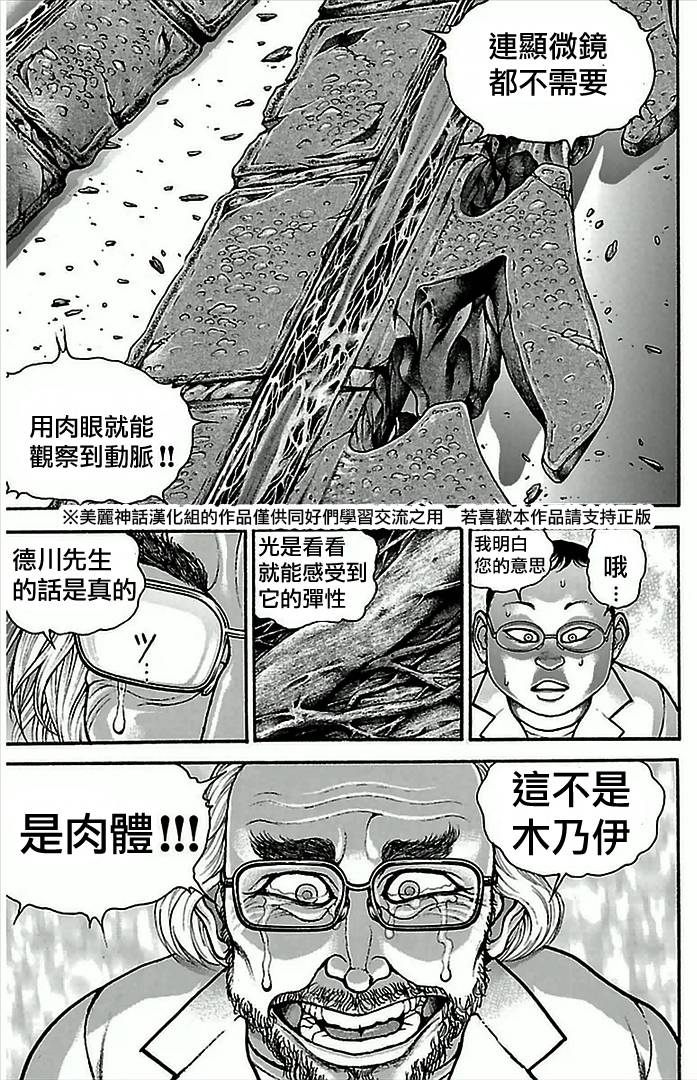 連顯微鏡
都不需要
用肉眼就能
觀察到動脈!!
※美麗神話漢化組的作品僅供同好們學習交流之用　若喜歡本作品請支持正版
哦
⋯⋯
我明白
您的意思
光是看看
就能感受到
它的彈性
德川先生
的話是真的
ツ
⋯⋯
這不是
木乃伊
是肉體!!!